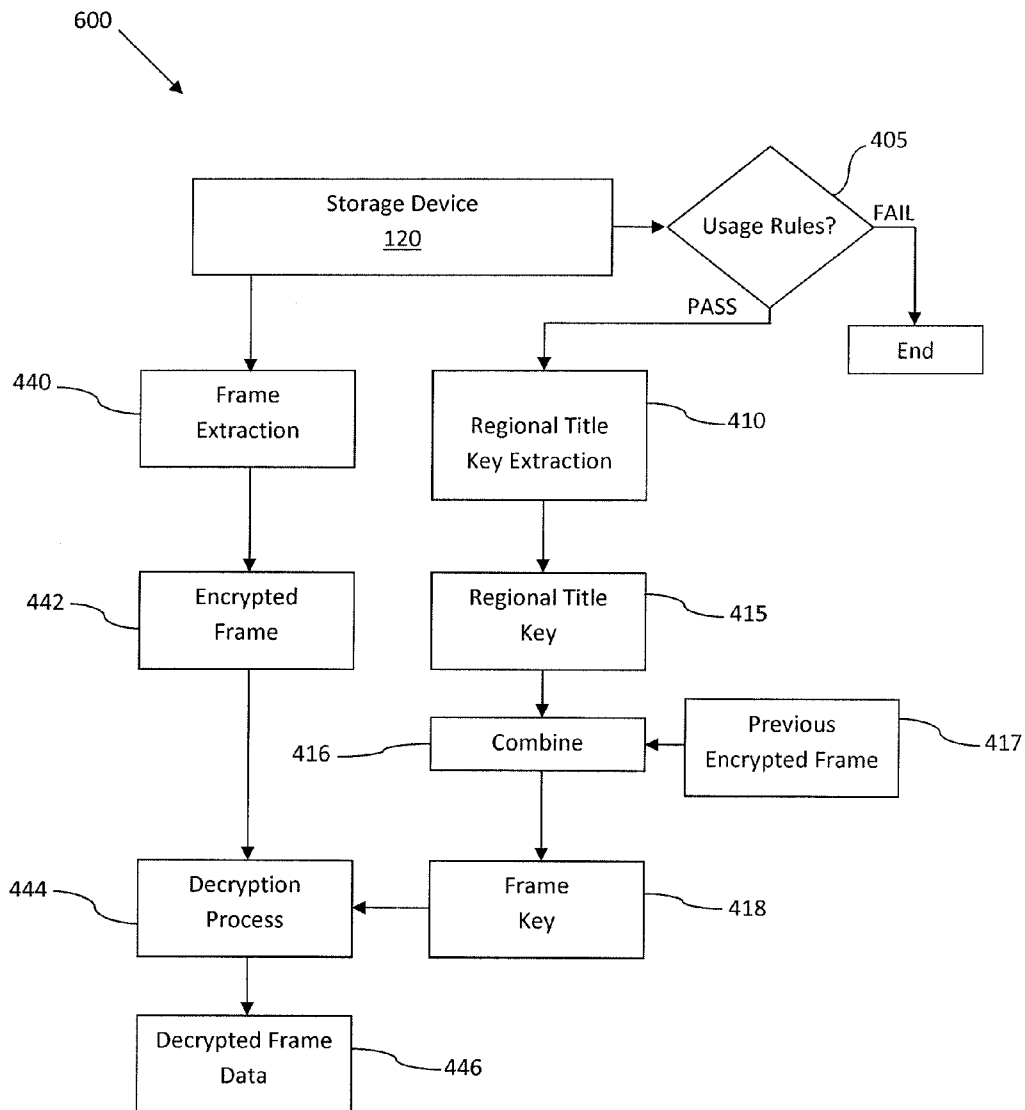 600
405
Storage Device
120
Usage Rules?
FAIL
PASS
End
440
Frame
Extraction
Regional Title
Key Extraction
410
442
Encrypted
Frame
Regional Title
Key
415
416
Combine
Previous
Encrypted Frame
417
444
Decryption
Process
Frame
Key
418
Decrypted Frame
Data
446